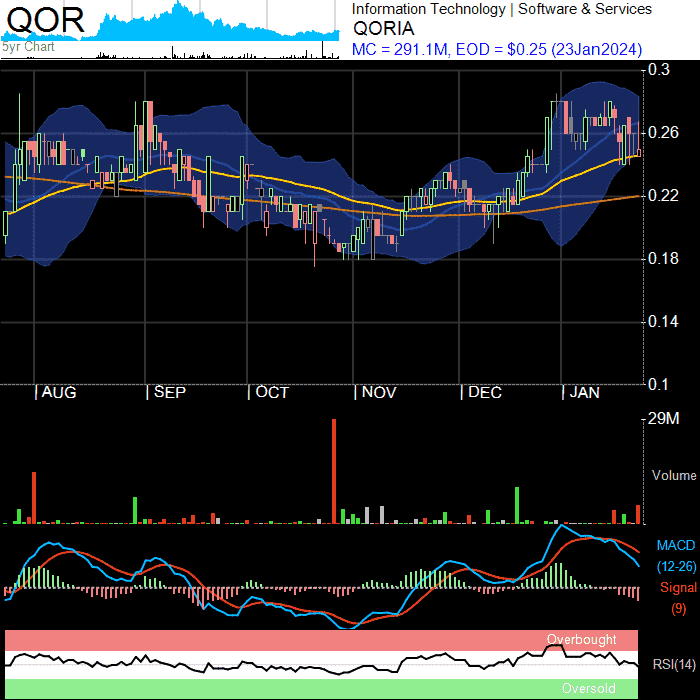 QOR
5yr Chart
Information Technology | Software & Services
QORIA
MC = 291.1M, EOD = $0.25 (23Jan2024)
0.3
0.26
0.22
0.18
0.14
0.1
| AUG | SEP | OCT | NOV | DEC | JAN
29M
Volume
MACD
(12-26)
Signal
(9)
Overbought
RSI(14)
Oversold